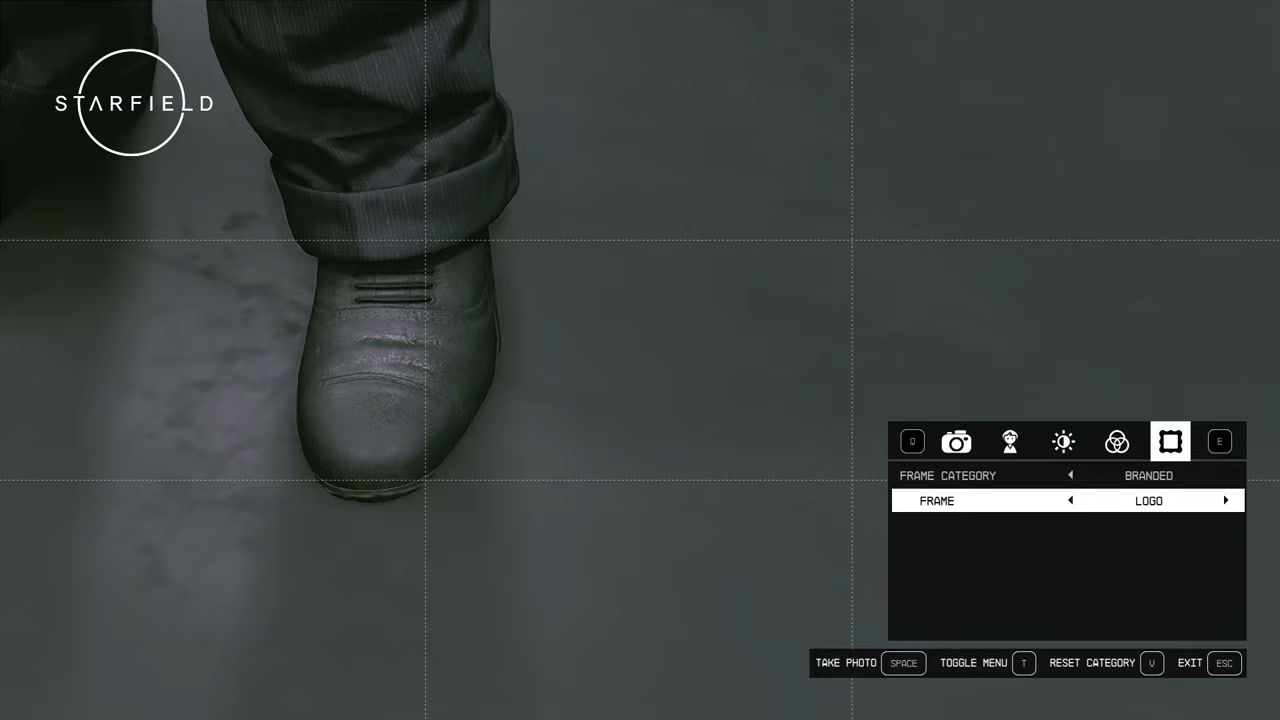 STARFIELD
Q
E
FRAME CATEGORY BRANDED
FRAME LOGO
TAKE PHOTO SPACE TOGGLE MENU T RESET CATEGORY V EXIT ESC